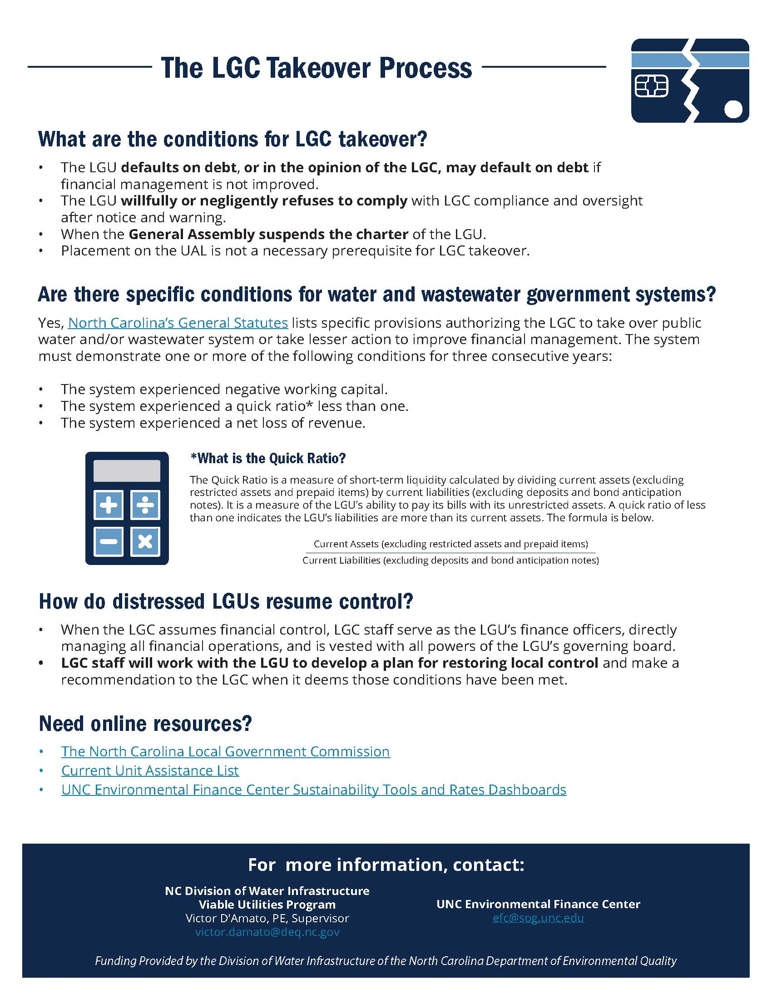 The LGC Takeover Process
What are the conditions for LGC takeover?
• The LGU defaults on debt, or in the opinion of the LGC, may default on debt if
financial management is not improved.
• The LGU willfully or negligently refuses to comply with LGC compliance and oversight
after notice and warning.
• When the General Assembly suspends the charter of the LGU.
• Placement on the UAL is not a necessary prerequisite for LGC takeover.
Are there specific conditions for water and wastewater government systems?
Yes, North Carolina’s General Statutes lists specific provisions authorizing the LGC to take over public
water and/or wastewater system or take lesser action to improve financial management. The system
must demonstrate one or more of the following conditions for three consecutive years:
• The system experienced negative working capital.
• The system experienced a quick ratio* less than one.
• The system experienced a net loss of revenue.
*What is the Quick Ratio?
The Quick Ratio is a measure of short-term liquidity calculated by dividing current assets (excluding
restricted assets and prepaid items) by current liabilities (excluding deposits and bond anticipation
notes). It is a measure of the LGU's ability to pay its bills with its unrestricted assets. A quick ratio of less
than one indicates the LGU’s liabilities are more than its current assets. The formula is below.
Current Assets (excluding restricted assets and prepaid items)
Current Liabilities (excluding deposits and bond anticipation notes)
How do distressed LGUs resume control?
• When the LGC assumes financial control, LGC staff serve as the LGU’s finance officers, directly
managing all financial operations, and is vested with all powers of the LGU’s governing board.
• LGC staff will work with the LGU to develop a plan for restoring local control and make a
recommendation to the LGC when it deems those conditions have been met.
Need online resources?
• The North Carolina Local Government Commission
• Current Unit Assistance List
• UNC Environmental Finance Center Sustainability Tools and Rates Dashboards
For more information, contact:
NC Division of Water Infrastructure
Viable Utilities Program
Victor D'Amato, PE, Supervisor
victor.damato@deq.nc.gov
UNC Environmental Finance Center
efc@sog.unc.edu
Funding Provided by the Division of Water Infrastructure of the North Carolina Department of Environmental Quality